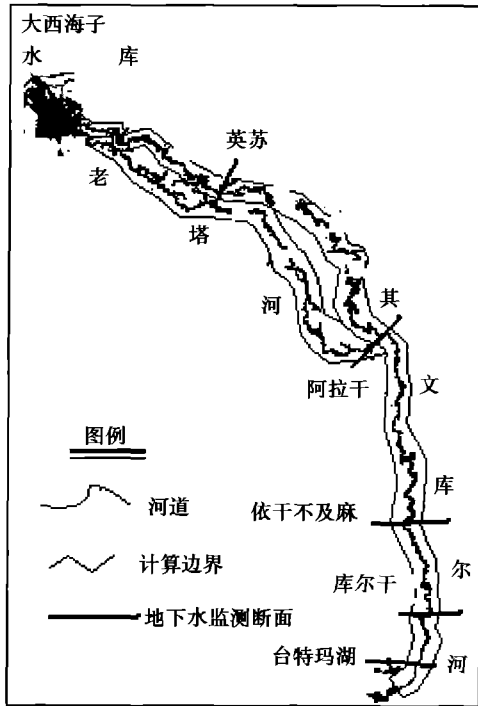 大西海子
水 库
英苏
老 塔 河
其 文 库 尔 河
阿拉干
图例
河道
依干不及麻
计算边界
库尔干
地下水监测断面
台特玛湖